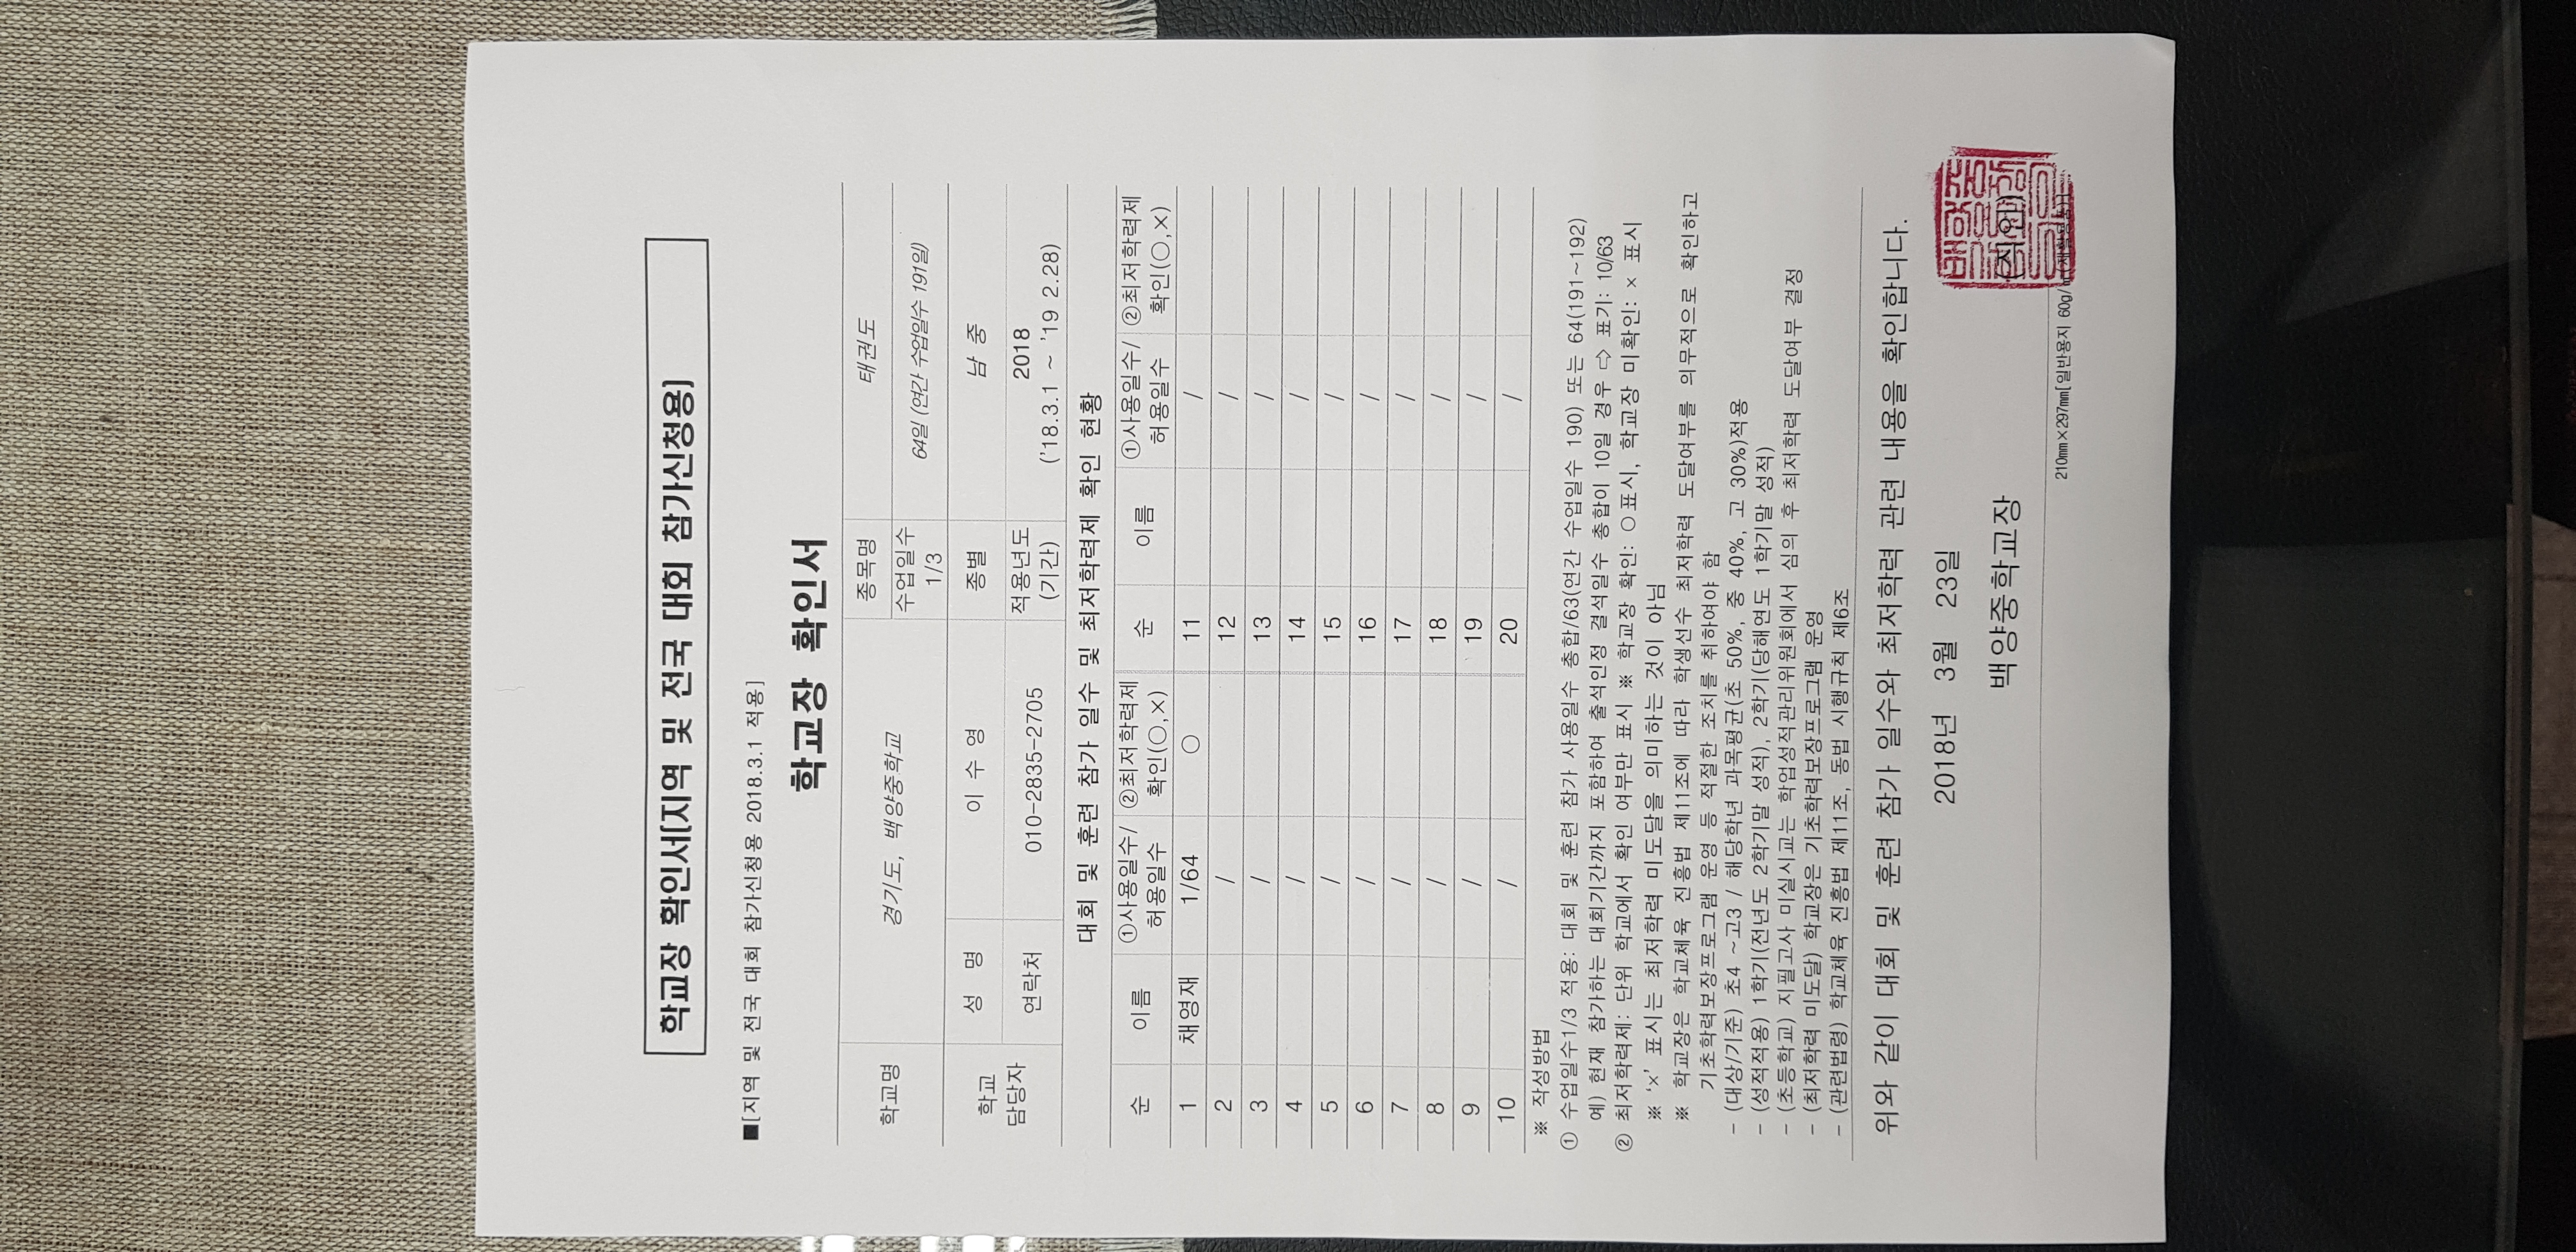 학교장 확인서[지역 및 전국 대회 참가신청용]
■[지역 및 전국 대회 참가신청용 2018.3.1 적용]
학교장 확인서
학교명 경기도, 백양중학교 종목명 태권도
수업일수 1/3 64일 (연간 수업일수 191일)
학교 담당자 성 명 이 수 영 종별 남 중
연락처 010-2835-2705 적용년도 (기간) 2018 ('18.3.1 ~ '19 2.28)
대회 및 훈련 참가 일수 및 최저학력제 확인 현황
순 이름 ①사용일수/허용일수 ②최저학력제 확인(○,×) 순 이름 ①사용일수/허용일수 ②최저학력제 확인(○,×)
1 채영재 1/64 ○ 11 /
2 / 12 /
3 / 13 /
4 / 14 /
5 / 15 /
6 / 16 /
7 / 17 /
8 / 18 /
9 / 19 /
10 / 20 /
※ 작성방법
① 수업일수1/3 적용: 대회 및 훈련 참가 사용일수 총합/63(연간 수업일수 190) 또는 64(191~192)
예) 현재 참가하는 대회기간까지 포함하여 출석인정 결석일수 총합이 10일 경우 ⇨ 표기: 10/63
② 최저학력제: 단위 학교에서 확인 여부만 표시 ※ 학교장 확인: ○표시, 학교장 미확인: × 표시
※ '×' 표시는 최저학력 미도달을 의미하는 것이 아님
※ 학교장은 학교체육 진흥법 제11조에 따라 학생선수 최저학력 도달여부를 의무적으로 확인하고
기초학력보장프로그램 운영 등 적절한 조치를 취하여야 함
- (대상/기준) 초4 ~고3 / 해당학년 과목평균(초 50%, 중 40%, 고 30%)적용
- (성적적용) 1학기(전년도 2학기말 성적), 2학기(당해연도 1학기말 성적)
- (초등학교) 지필고사 미실시교는 학업성적관리위원회에서 심의 후 최저학력 도달여부 결정
- (최저학력 미도달) 학교장은 기초학력보장프로그램 운영
- (관련법령) 학교체육 진흥법 제11조, 동법 시행규칙 제6조
위와 같이 대회 및 훈련 참가 일수와 최저학력 관련 내용을 확인합니다.
2018년 3월 23일
백양중학교장 (직인)
210㎜×297㎜[일반용지 60g/㎡(재활용품)]